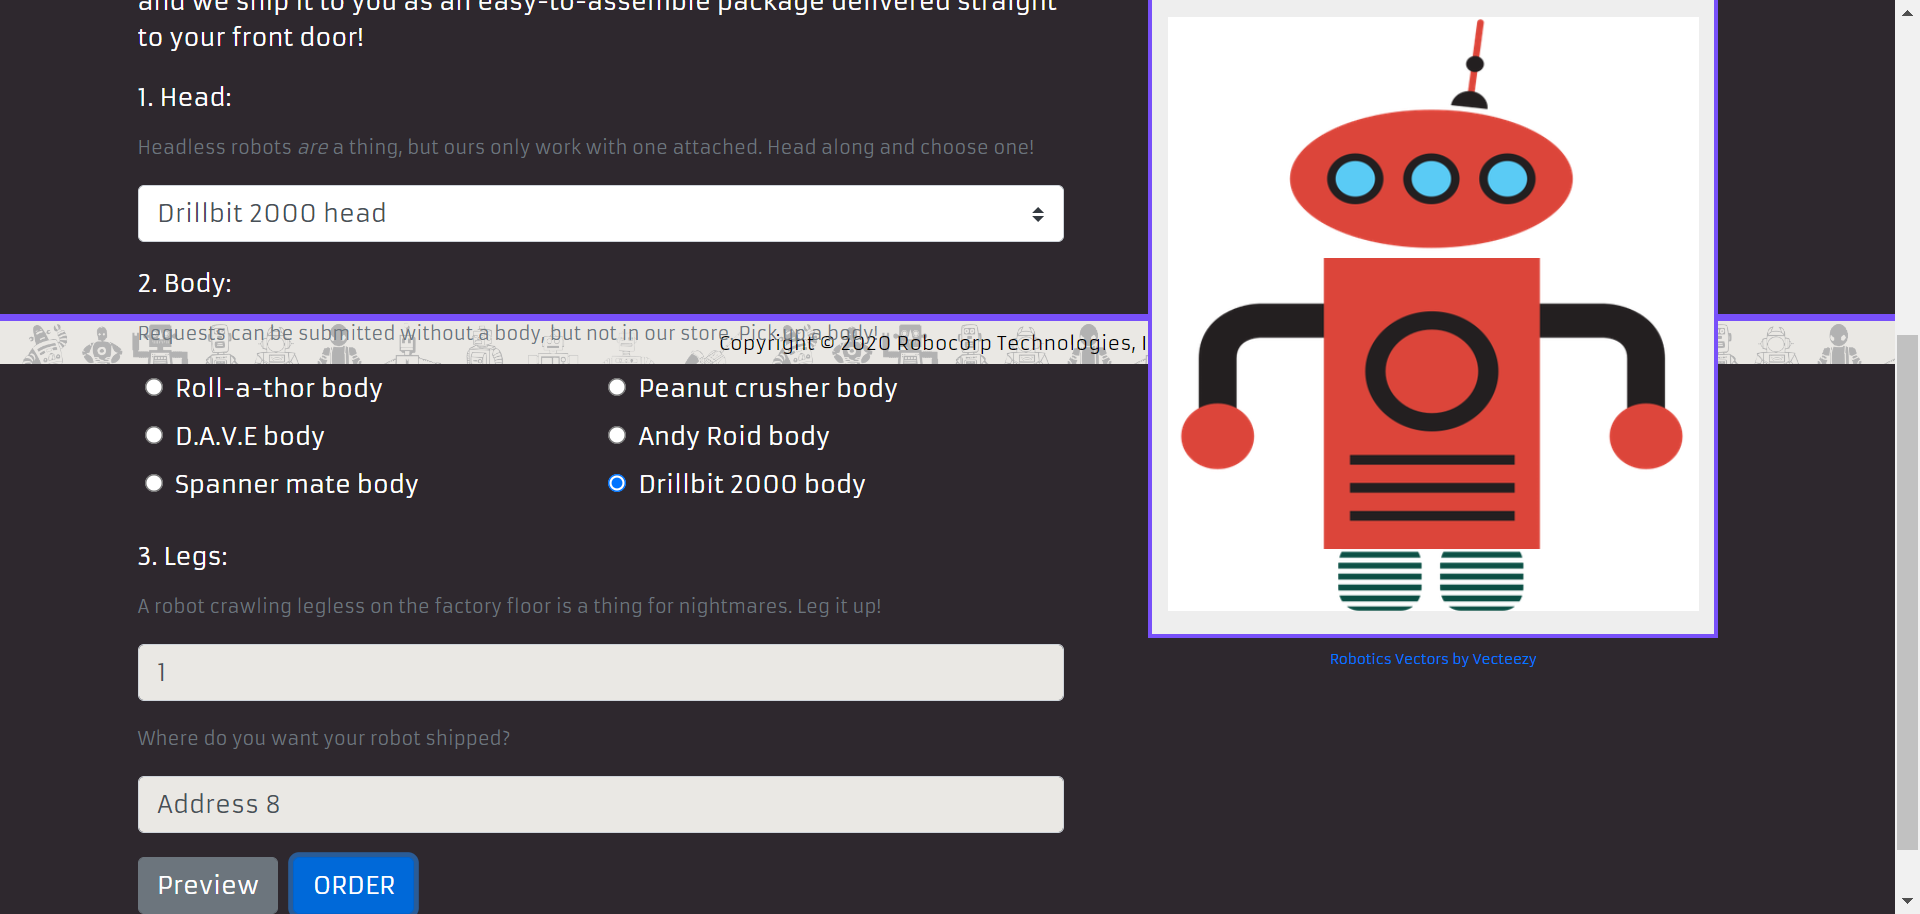 and we ship it to you as an easy-to-assemble package delivered straight
to your front door!
1. Head:
Headless robots are a thing, but ours only work with one attached. Head along and choose one!
Drillbit 2000 head
2. Body:
Requests can be submitted without a body, but not in our store. Pick up a body!
Copyright © 2020 Robocorp Technologies, I
Roll-a-thor body
Peanut crusher body
D.A.V.E body
Andy Roid body
Spanner mate body
Drillbit 2000 body
3. Legs:
A robot crawling legless on the factory floor is a thing for nightmares. Leg it up!
1
Where do you want your robot shipped?
Address 8
Preview
ORDER
Robotics Vectors by Vecteezy